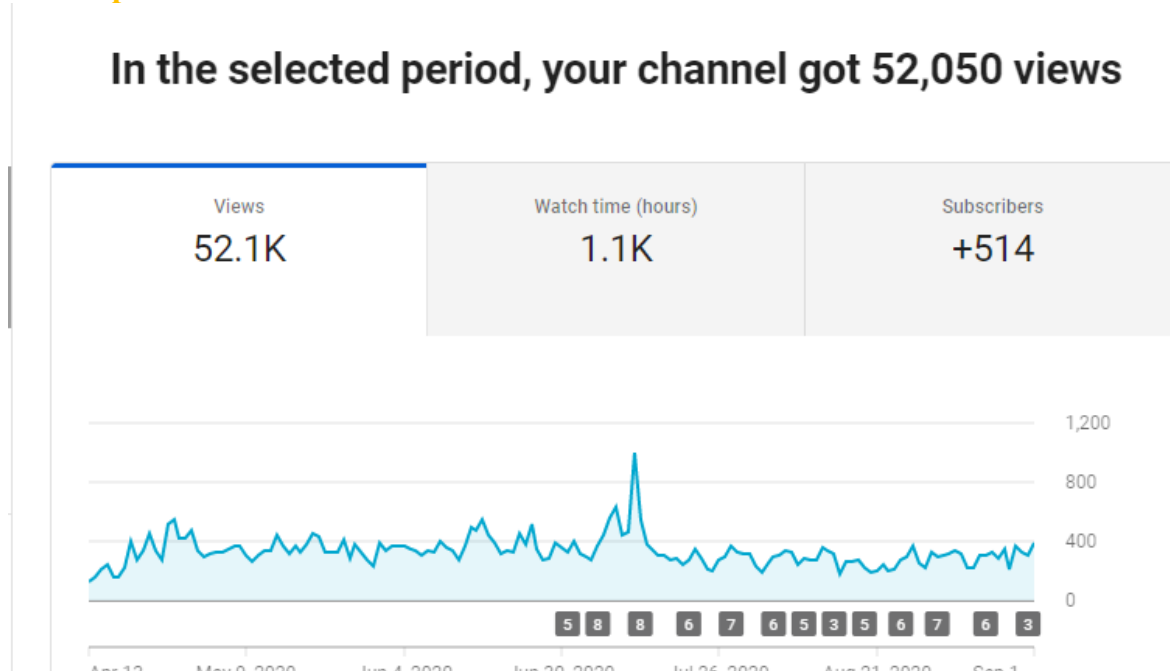 In the selected period, your channel got 52,050 views
Views
Watch time (hours)
Subscribers
52.1K
1.1K
+514
1,200
800
400
0
5 8 8 6 7 6 5 3 5 6 7 6 3